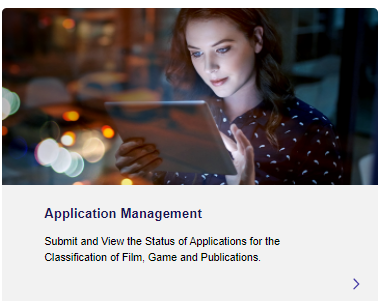 Application Management
Submit and View the Status of Applications for the
Classification of Film, Game and Publications.